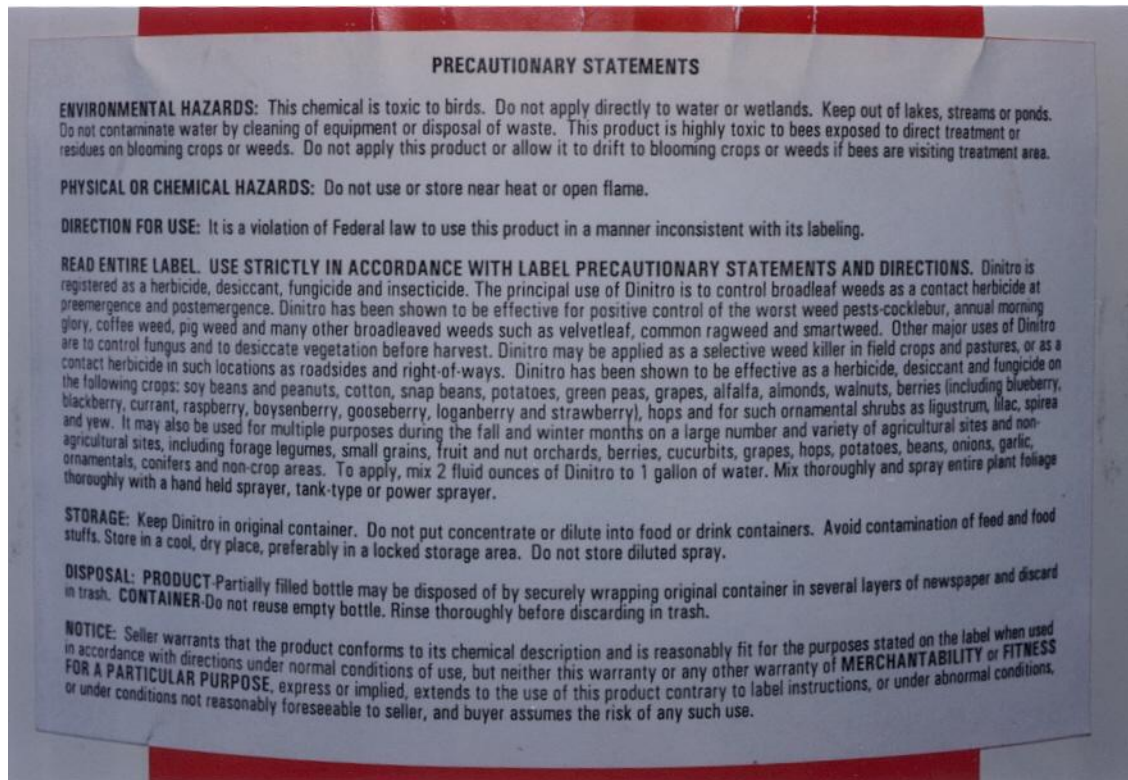 PRECAUTIONARY STATEMENTS
ENVIRONMENTAL HAZARDS: This chemical is toxic to birds. Do not apply directly to water or wetlands. Keep out of lakes, streams or ponds.
Do not contaminate water by cleaning of equipment or disposal of waste. This product is highly toxic to bees exposed to direct treatment or
residues on blooming crops or weeds. Do not apply this product or allow it to drift to blooming crops or weeds if bees are visiting treatment area.
PHYSICAL OR CHEMICAL HAZARDS: Do not use or store near heat or open flame.
DIRECTION FOR USE: It is a violation of Federal law to use this product in a manner inconsistent with its labeling.
READ ENTIRE LABEL. USE STRICTLY IN ACCORDANCE WITH LABEL PRECAUTIONARY STATEMENTS AND DIRECTIONS. Dinitro is
registered as a herbicide, desiccant, fungicide and insecticide. The principal use of Dinitro is to control broadleaf weeds as a contact herbicide at
preemergence and postemergence. Dinitro has been shown to be effective for positive control of the worst weed pests-cocklebur, annual morning
glory, coffee weed, pig weed and many other broadleaved weeds such as velvetleaf, common ragweed and smartweed. Other major uses of Dinitro
are to control fungus and to desiccate vegetation before harvest. Dinitro may be applied as a selective weed killer in field crops and pastures, or as a
contact herbicide in such locations as roadsides and right-of-ways. Dinitro has been shown to be effective as a herbicide, desiccant and fungicide on
the following crops: soy beans and peanuts, cotton, snap beans, potatoes, green peas, grapes, alfalfa, almonds, walnuts, berries (including blueberry,
blackberry, currant, raspberry, boysenberry, gooseberry, loganberry and strawberry), hops and for such ornamental shrubs as ligustrum, lilac, spirea
and yew. It may also be used for multiple purposes during the fall and winter months on a large number and variety of agricultural sites and non-
agricultural sites, including forage legumes, small grains, fruit and nut orchards, berries, cucurbits, grapes, hops, potatoes, beans, onions, garlic,
ornamentals, conifers and non-crop areas. To apply, mix 2 fluid ounces of Dinitro to 1 gallon of water. Mix thoroughly and spray entire plant foliage
thoroughly with a hand held sprayer, tank-type or power sprayer.
STORAGE: Keep Dinitro in original container. Do not put concentrate or dilute into food or drink containers. Avoid contamination of feed and food
stuffs. Store in a cool, dry place, preferably in a locked storage area. Do not store diluted spray.
DISPOSAL: PRODUCT-Partially filled bottle may be disposed of by securely wrapping original container in several layers of newspaper and discard
in trash. CONTAINER-Do not reuse empty bottle. Rinse thoroughly before discarding in trash.
NOTICE: Seller warrants that the product conforms to its chemical description and is reasonably fit for the purposes stated on the label when used
in accordance with directions under normal conditions of use, but neither this warranty or any other warranty of MERCHANTABILITY or FITNESS
FOR A PARTICULAR PURPOSE, express or implied, extends to the use of this product contrary to label instructions, or under abnormal conditions,
or under conditions not reasonably foreseeable to seller, and buyer assumes the risk of any such use.